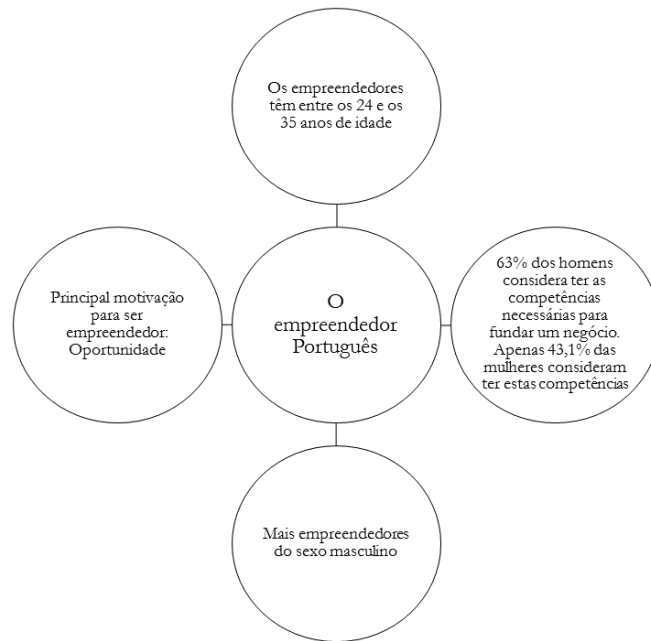 Os empreendedores
têm entre os 24 e os
35 anos de idade
Principal motivação
para ser
empreendedor:
Oportunidade
O
empreendedor
Português
63% dos homens
considera ter as
competências
necessárias para
fundar um negócio.
Apenas 43,1% das
mulheres consideram
ter estas competências
Mais empreendedores
do sexo masculino